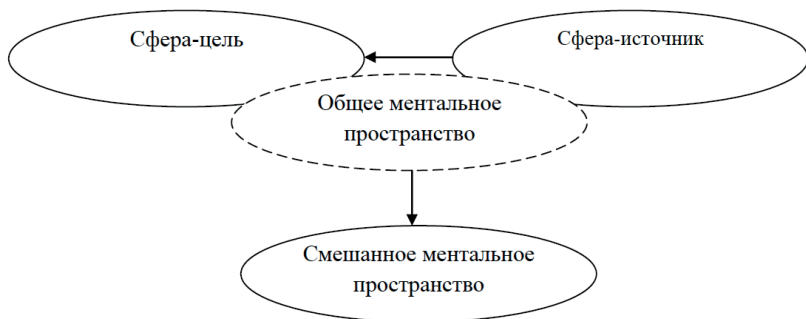 Сфера-цель
Сфера-источник
Общее ментальное
пространство
Смешанное ментальное
пространство